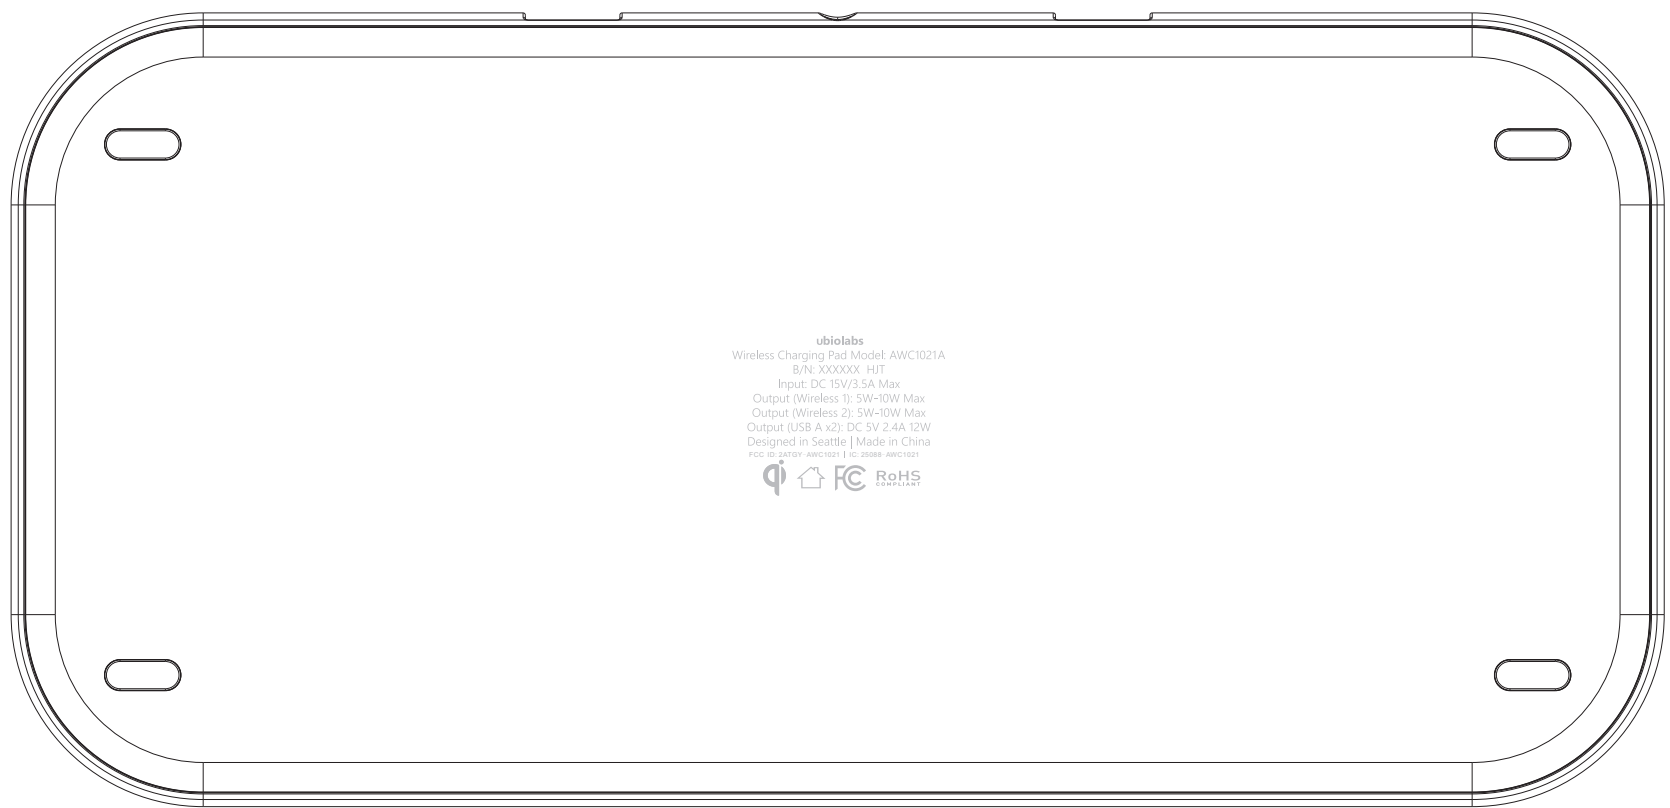 ubiolabs
Wireless Charging Pad Model: AWC1021A
B/N: XXXXXX HJT
Input: DC 15V/3.5A Max
Output (Wireless 1): 5W-10W Max
Output (Wireless 2): 5W-10W Max
Output (USB A x2): DC 5V 2.4A 12W
Designed in Seattle | Made in China
FCC ID: 2ATGY-AWC1021 | IC: 25088-AWC1021
qi FC RoHS
COMPLIANT